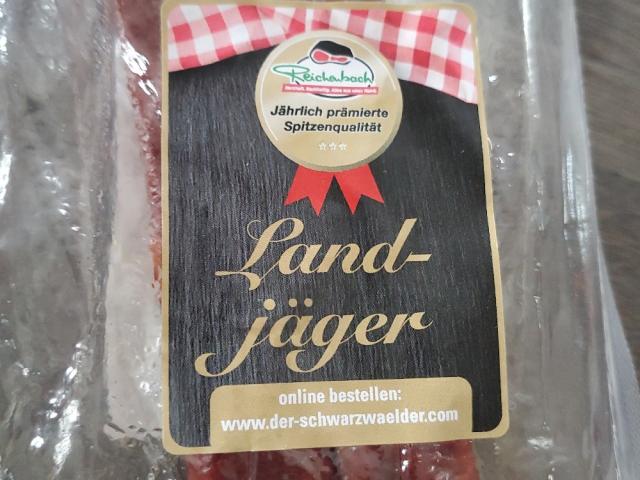 Reichenbach
Jährlich prämierte
Spitzenqualität
Land-
jäger
online bestellen:
www.der-schwarzwaelder.com